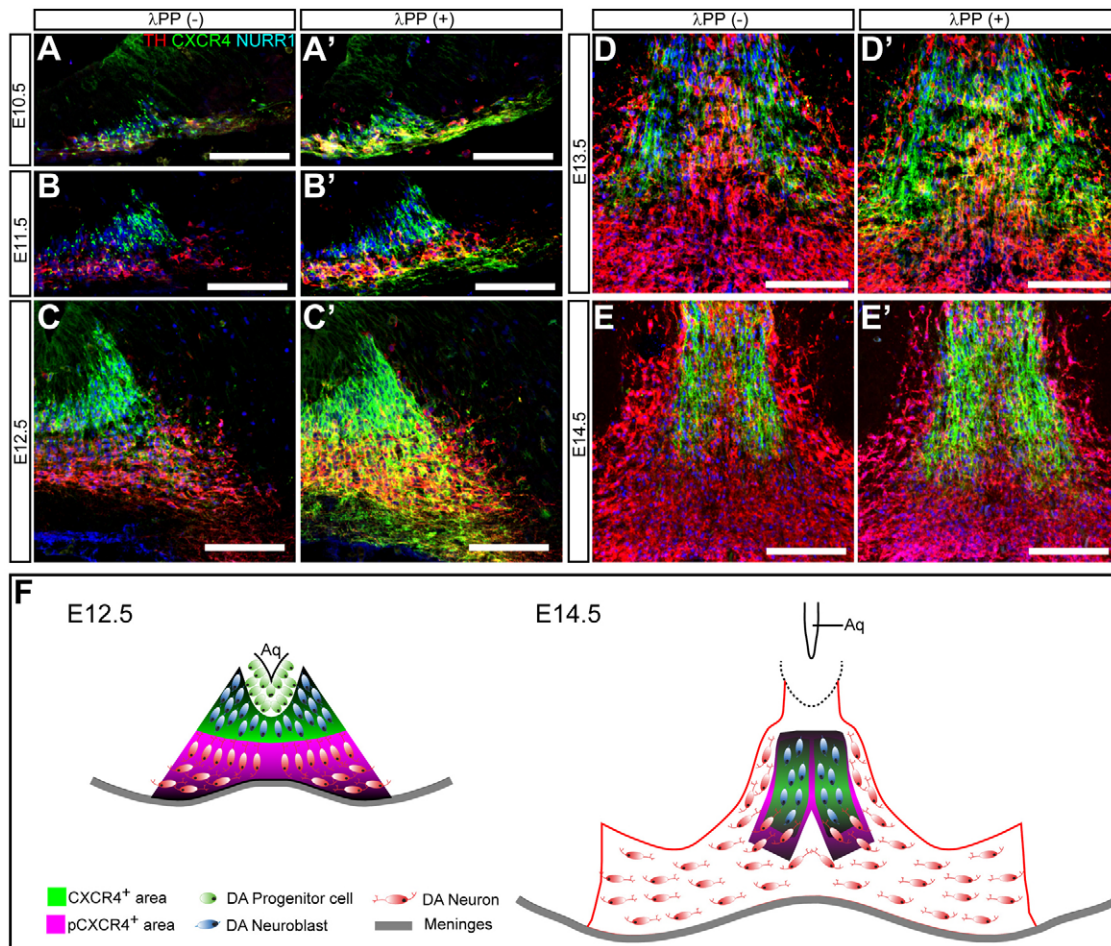 λPP (-)
λPP (+)
λPP (-)
λPP (+)
E10.5
A
TH CXCR4 NURR1
A’
E11.5
B
B’
E12.5
C
C’
E13.5
D
D’
E14.5
E
E’
F
E12.5
Aq
E14.5
Aq
CXCR4⁺ area
DA Progenitor cell
DA Neuron
pCXCR4⁺ area
DA Neuroblast
Meninges